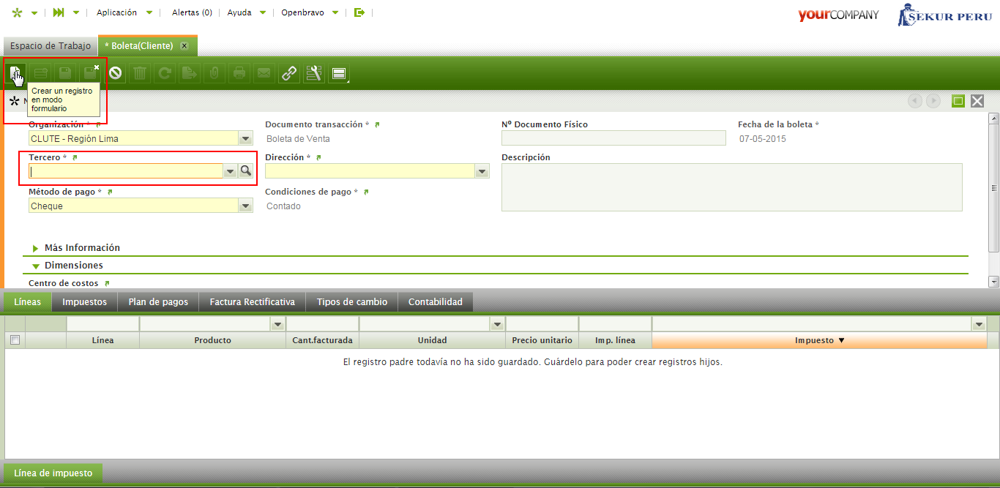 Aplicación
Alertas (0)
Ayuda
Openbravo
yourCOMPANY
SEKUR PERU
Espacio de Trabajo
* Boleta(Cliente)
Crear un registro
en modo
formulario
Organización *
Documento transacción *
Nº Documento Físico
Fecha de la boleta *
CLUTE - Región Lima
Boleta de Venta
07-05-2015
Tercero *
Dirección *
Descripción
Método de pago *
Condiciones de pago *
Cheque
Contado
Más Información
Dimensiones
Centro de costos
Líneas
Impuestos
Plan de pagos
Factura Rectificativa
Tipos de cambio
Contabilidad
Línea
Producto
Cant.facturada
Unidad
Precio unitario
Imp. línea
Impuesto
El registro padre todavía no ha sido guardado. Guárdelo para poder crear registros hijos.
Línea de impuesto